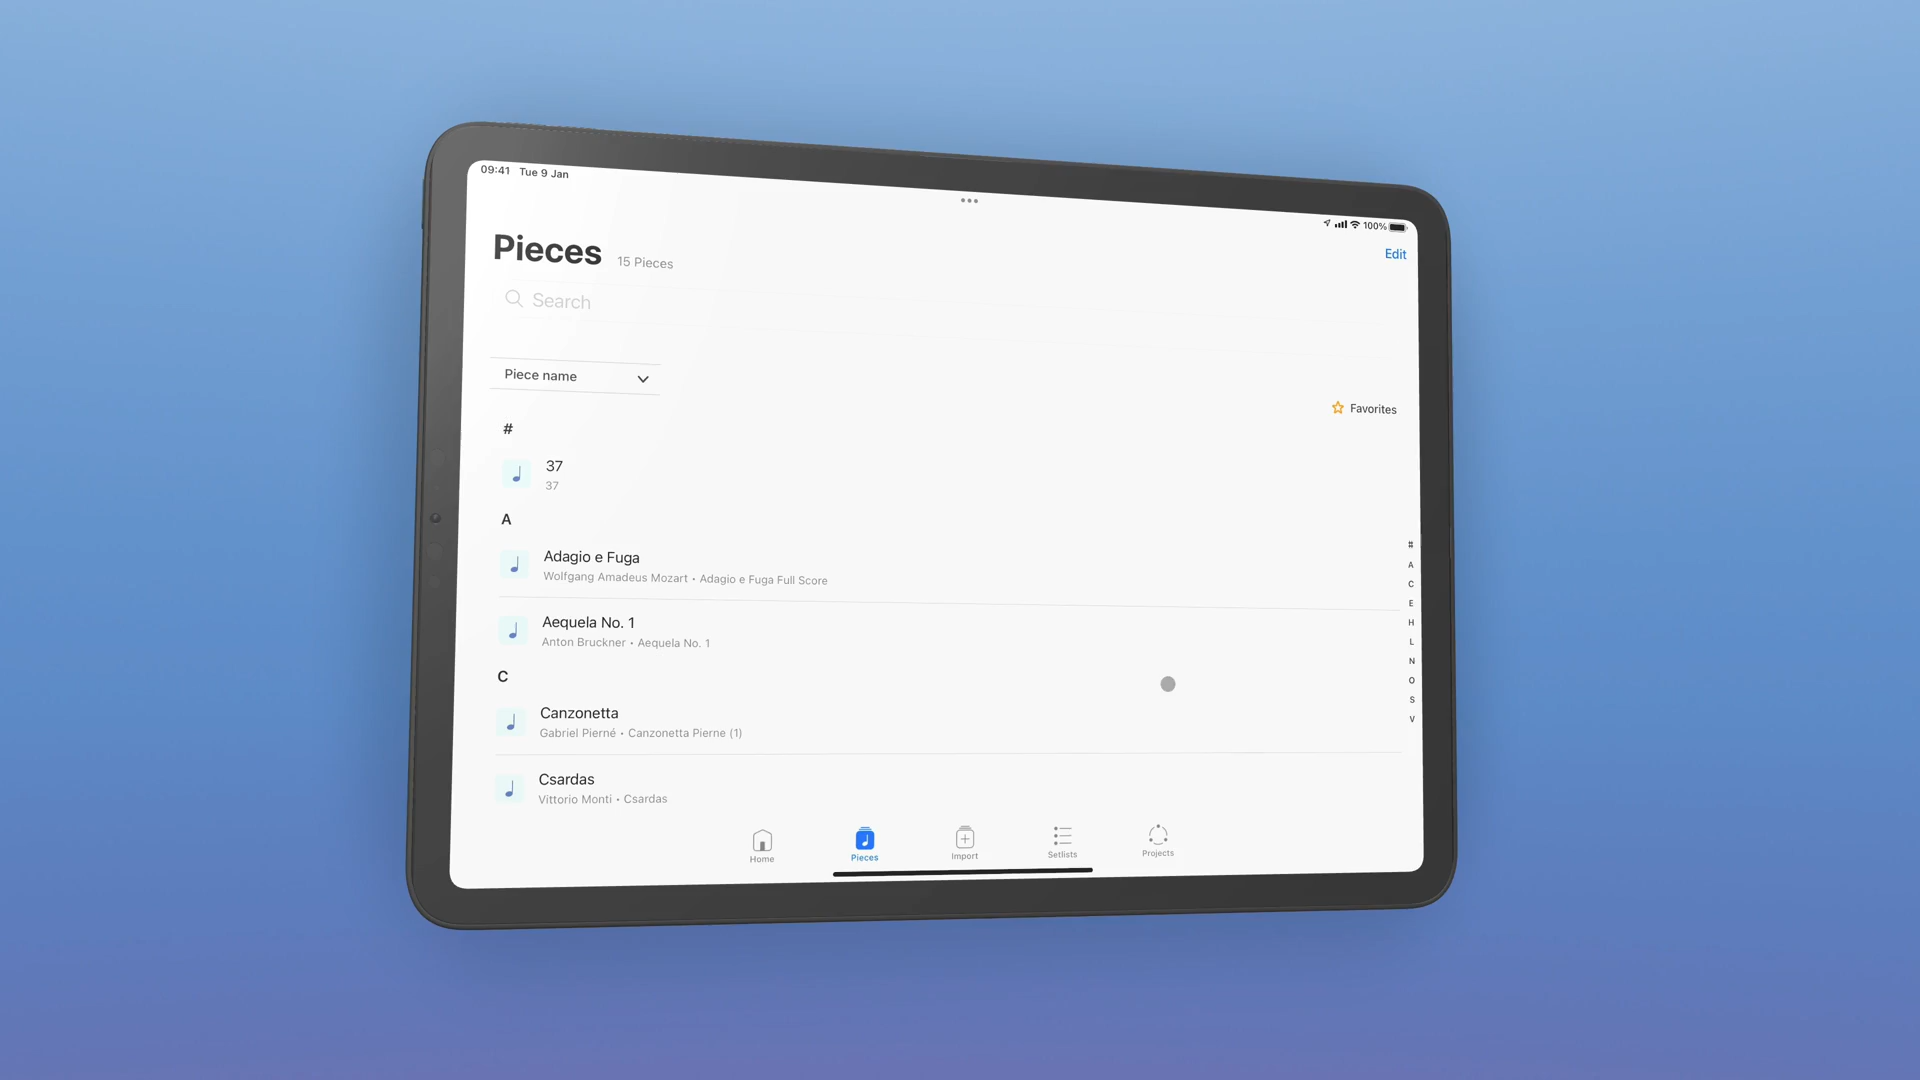 09:41 Tue 9 Jan
100%
Pieces 15 Pieces
Edit
Search
Piece name
Favorites
#
37
37
A
Adagio e Fuga
Wolfgang Amadeus Mozart • Adagio e Fuga Full Score
Aequela No. 1
Anton Bruckner • Aequela No. 1
C
Canzonetta
Gabriel Pierné • Canzonetta Pierne (1)
Csardas
Vittorio Monti • Csardas
#
A
C
E
H
L
N
O
S
V
Home
Pieces
Import
Setlists
Projects